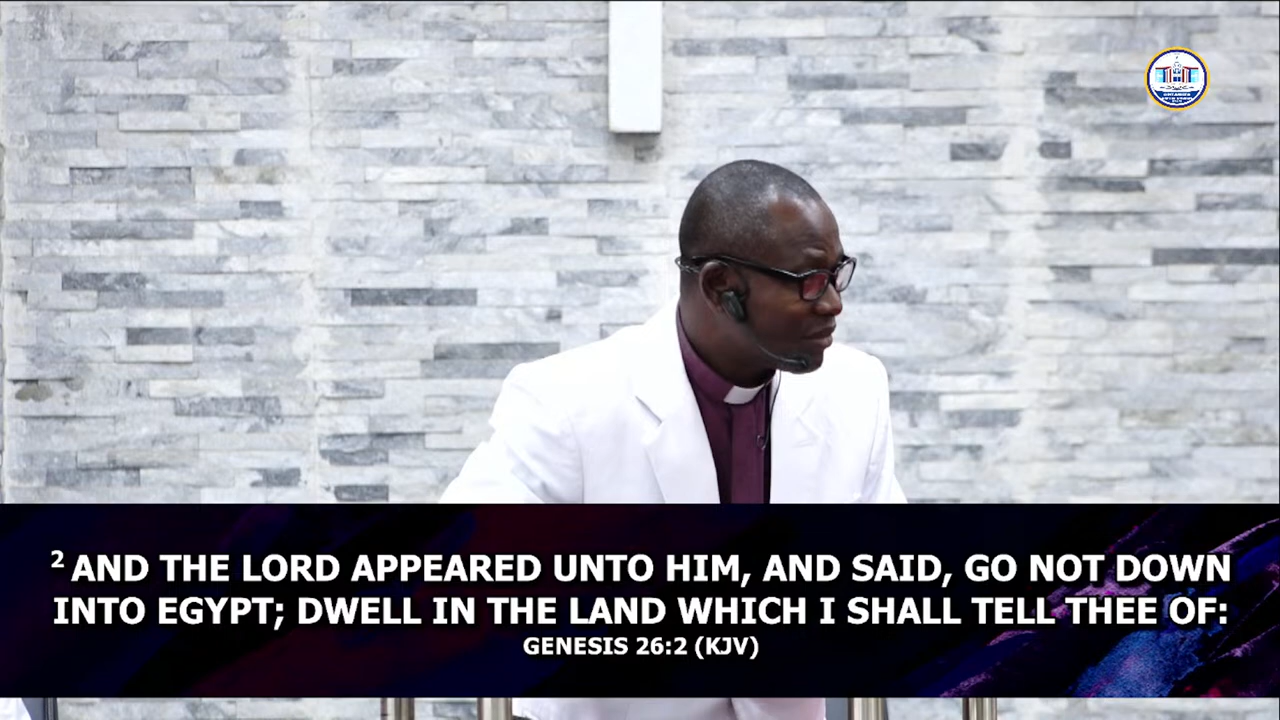 ² AND THE LORD APPEARED UNTO HIM, AND SAID, GO NOT DOWN
INTO EGYPT; DWELL IN THE LAND WHICH I SHALL TELL THEE OF:
GENESIS 26:2 (KJV)